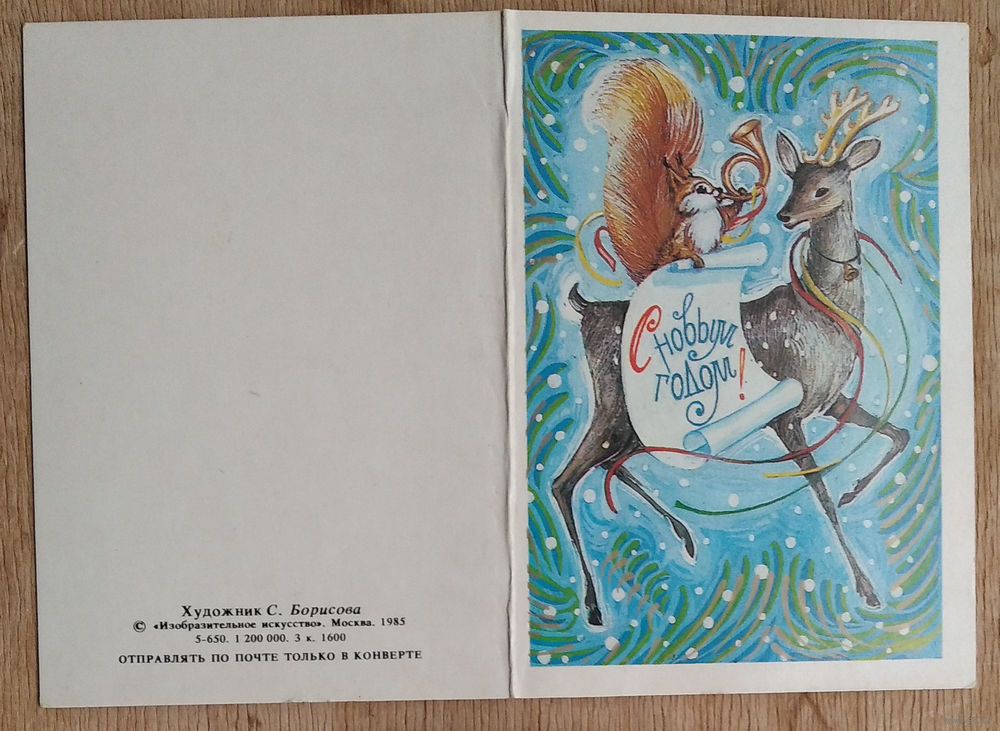 Художник С. Борисова
© «Изобразительное искусство». Москва. 1985
5-650. 1 200 000. 3 к. 1600
ОТПРАВЛЯТЬ ПО ПОЧТЕ ТОЛЬКО В КОНВЕРТЕ
С новым
годом!